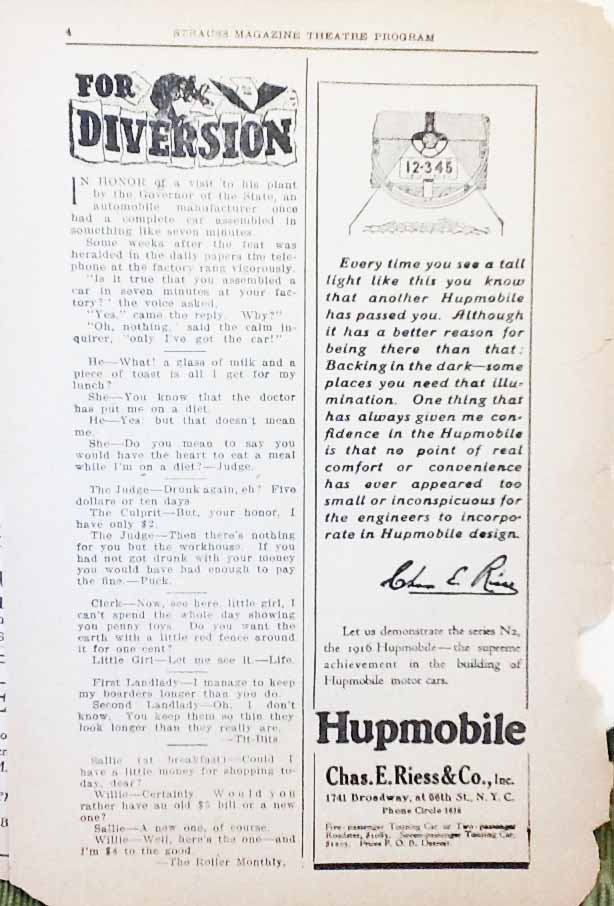 4
STRAUSS MAGAZINE THEATRE PROGRAM
FOR
DIVERSION
IN HONOR of a visit to his plant
by the Governor of the State, an
automobile manufacturer once
had a complete car assembled in
something like seven minutes.
Some weeks after the feat was
heralded in the daily papers the tele-
phone at the factory rang vigorously.
"Is it true that you assembled a
car in seven minutes at your fac-
tory?" the voice asked.
"Yes," came the reply. "Why?"
"Oh, nothing," said the calm in-
quirer, "only I've got the car!"
He—What! a glass of milk and a
piece of toast is all I get for my
lunch?
She—You know that the doctor
has put me on a diet.
He—Yes, but that doesn't mean
me.
She—Do you mean to say you
would have the heart to eat a meal
while I'm on a diet?—Judge.
The Judge—Drunk again, eh? Five
dollars or ten days
The Culprit—But, your honor, I
have only $2.
The Judge—Then there's nothing
for you but the workhouse. If you
had not got drunk with your money
you would have had enough to pay
the fine.—Puck.
Clerk—Now, see here, little girl, I
can't spend the whole day showing
you penny toys. Do you want the
earth with a little red fence around
it for one cent?
Little Girl—Let me see it.—Life.
First Landlady—I manage to keep
my boarders longer than you do.
Second Landlady—Oh, I don't
know. You keep them so thin they
look longer than they really are.
—Tit-Bits.
Sallie (at breakfast)—Could I
have a little money for shopping to-
day, dear?
Willie—Certainly. Would you
rather have an old $5 bill or a new
one?
Sallie—A new one, of course.
Willie—Well, here's the one—and
I'm $4 to the good.
—The Roller Monthly.
12-345
Every time you see a tail
light like this you know
that another Hupmobile
has passed you. Although
it has a better reason for
being there than that:
Backing in the dark—some
places you need that illu-
mination. One thing that
has always given me con-
fidence in the Hupmobile
is that no point of real
comfort or convenience
has ever appeared too
small or inconspicuous for
the engineers to incorpo-
rate in Hupmobile design.
Chas E. Riess
Let us demonstrate the series N2,
the 1916 Hupmobile—the supreme
achievement in the building of
Hupmobile motor cars.
Hupmobile
Chas. E. Riess & Co., Inc.
1741 Broadway, at 56th St., N. Y. C.
Phone Circle 1616
Five-passenger Touring Car or Two-passenger
Roadster, $1085. Seven-passenger Touring Car,
Prices F. O. B. Detroit.